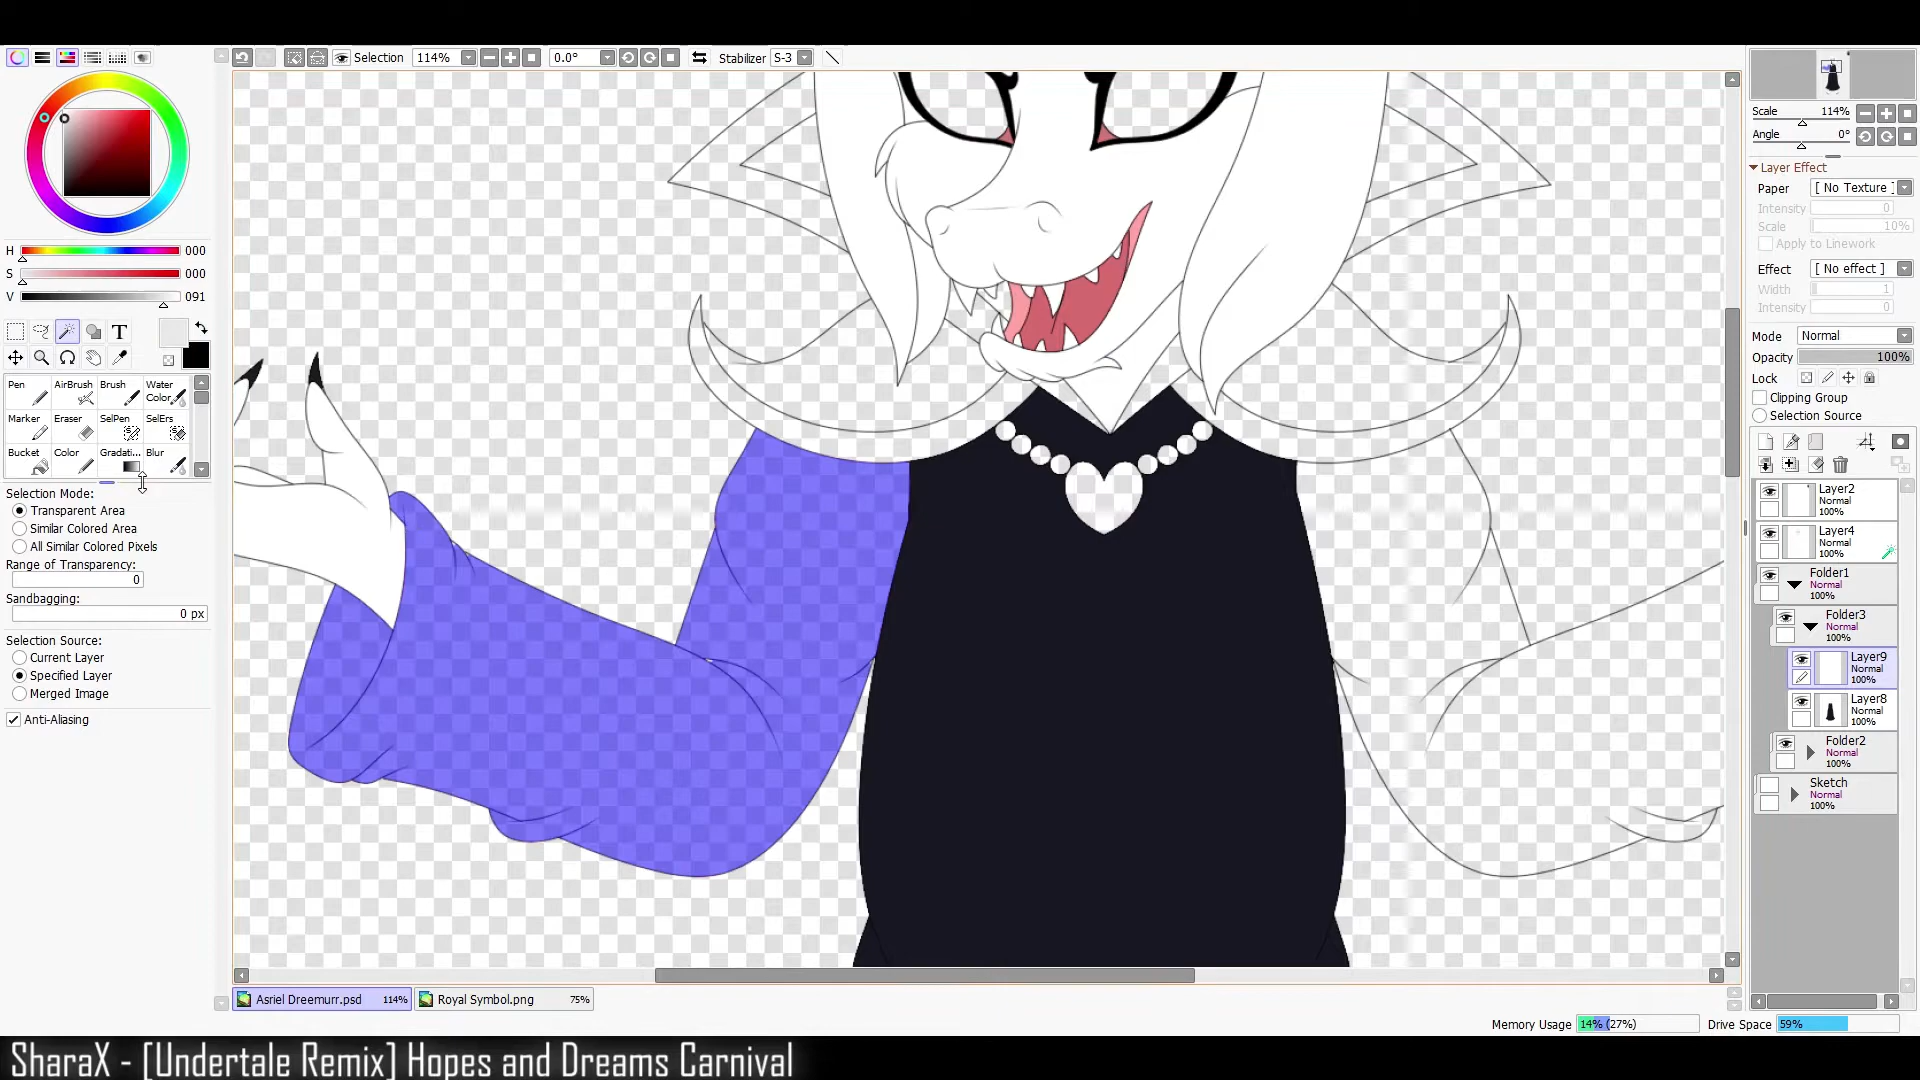 Selection
114%
0.0°
Stabilizer
S-3
H
000
S
000
V
091
T
Pen
AirBrush
Brush
Water
Color
Marker
Eraser
SelPen
SelErs
Bucket
Color
Gradati...
Blur
Selection Mode:
Transparent Area
Similar Colored Area
All Similar Colored Pixels
Range of Transparency:
0
Sandbagging:
0 px
Selection Source:
Current Layer
Specified Layer
Merged Image
Anti-Aliasing
Scale
114%
Angle
0°
Layer Effect
Paper
[ No Texture ]
Intensity
0
Scale
10%
Apply to Linework
Effect
[ No effect ]
Width
1
Intensity
0
Mode
Normal
Opacity
100%
Lock
Clipping Group
Selection Source
Layer2
Normal
100%
Layer4
Normal
100%
Folder1
Normal
100%
Folder3
Normal
100%
Layer9
Normal
100%
Layer8
Normal
100%
Folder2
Normal
100%
Sketch
Normal
100%
Asriel Dreemurr.psd 114%
Royal Symbol.png 75%
Memory Usage 14% (27%)
Drive Space 59%
SharaX - [Undertale Remix] Hopes and Dreams Carnival